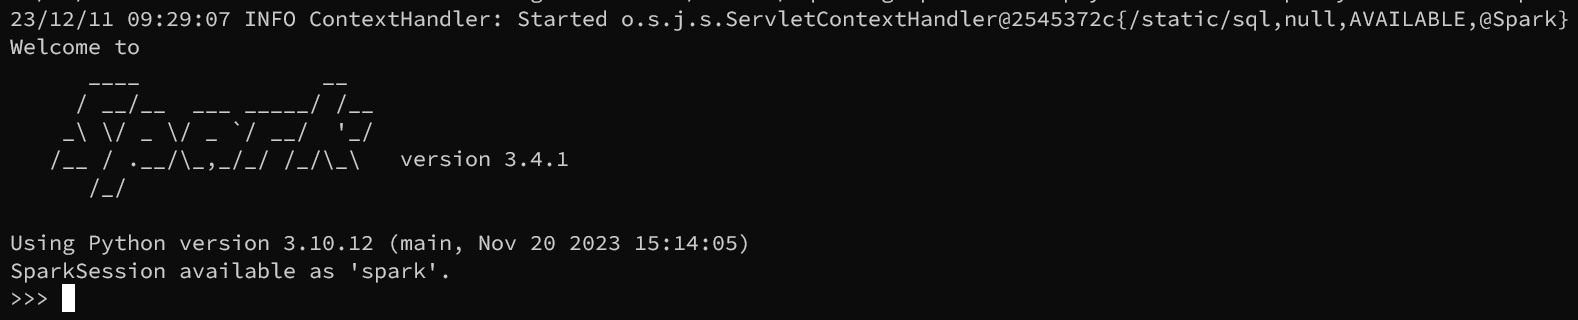 23/12/11 09:29:07 INFO ContextHandler: Started o.s.j.s.ServletContextHandler@2545372c{/static/sql,null,AVAILABLE,@Spark}
Welcome to
      ____              __
     / __/__  ___ _____/ /__
    _\ \/ _ \/ _ `/ __/  '_/
   /__ / .__/\_,_/_/ /_/\_\   version 3.4.1
      /_/
Using Python version 3.10.12 (main, Nov 20 2023 15:14:05)
SparkSession available as 'spark'.
>>>